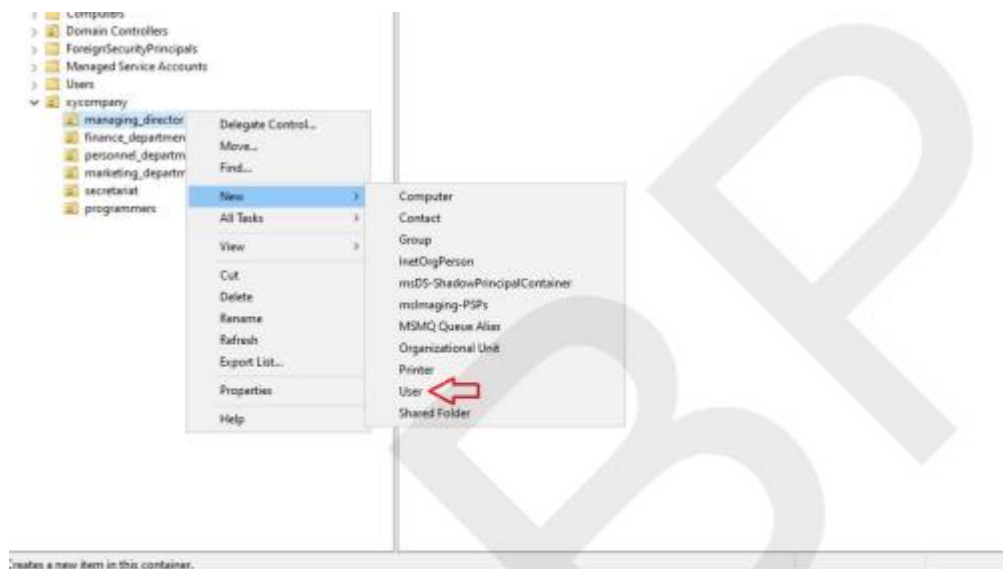 Computers
Domain Controllers
ForeignSecurityPrincipals
Managed Service Accounts
Users
xycompany
managing_director
finance_departmen
personnel_departm
marketing_departm
secretariat
programmers
Delegate Control...
Move...
Find...
New
All Tasks
View
Cut
Delete
Rename
Refresh
Export List...
Properties
Help
Computer
Contact
Group
InetOrgPerson
msDS-ShadowPrincipalContainer
msImaging-PSPs
MSMQ Queue Alias
Organizational Unit
Printer
User
Shared Folder
Creates a new item in this container.
BP